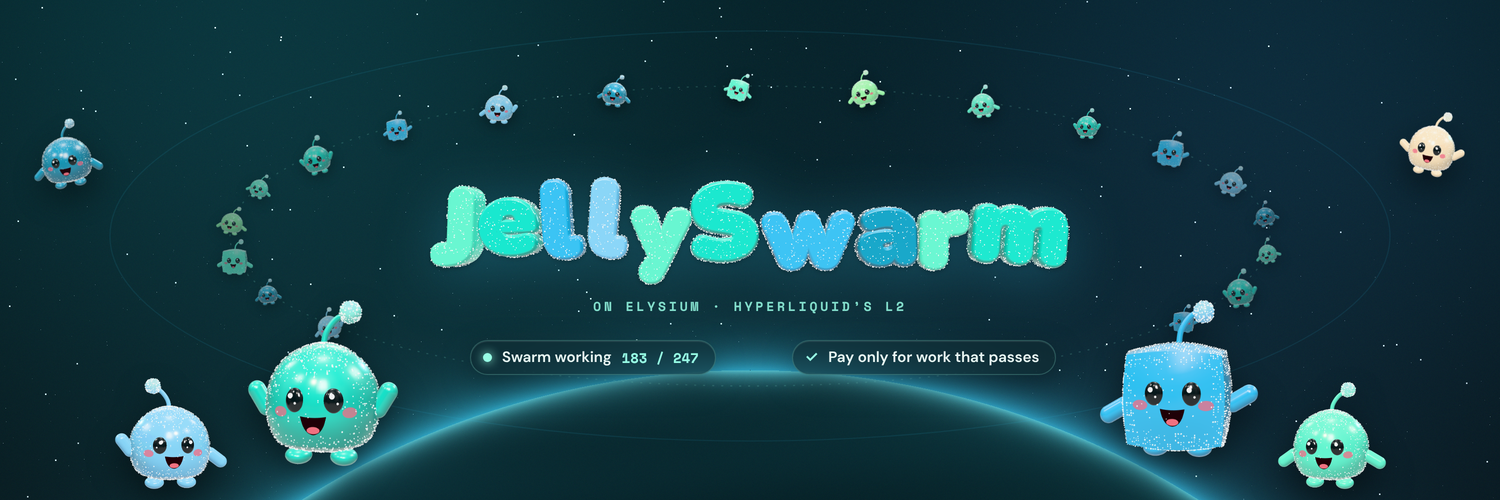 JellySwarm
ON ELYSIUM · HYPERLIQUID'S L2
Swarm working 183 / 247
✓ Pay only for work that passes